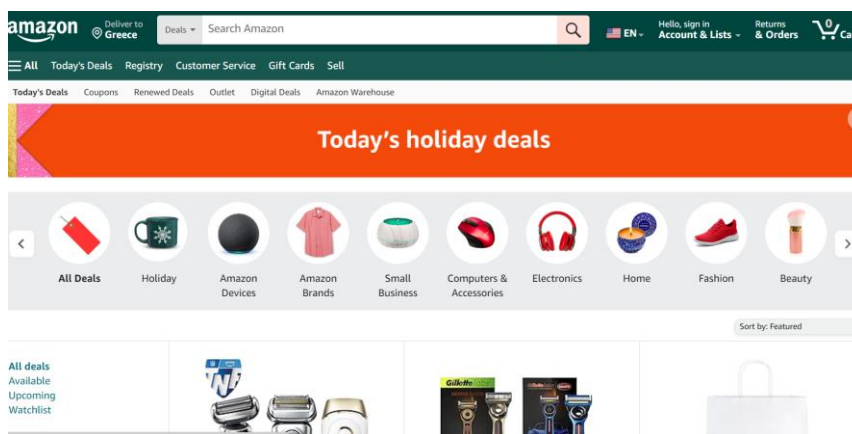 amazon
Deliver to
Greece
Deals
Search Amazon
EN
Hello, sign in
Account & Lists
Returns
& Orders
0
Ca
All Today's Deals Registry Customer Service Gift Cards Sell
Today's Deals Coupons Renewed Deals Outlet Digital Deals Amazon Warehouse
Today's holiday deals
All Deals
Holiday
Amazon
Devices
Amazon
Brands
Small
Business
Computers &
Accessories
Electronics
Home
Fashion
Beauty
Sort by: Featured
All deals
Available
Upcoming
Watchlist
Gillette Labs